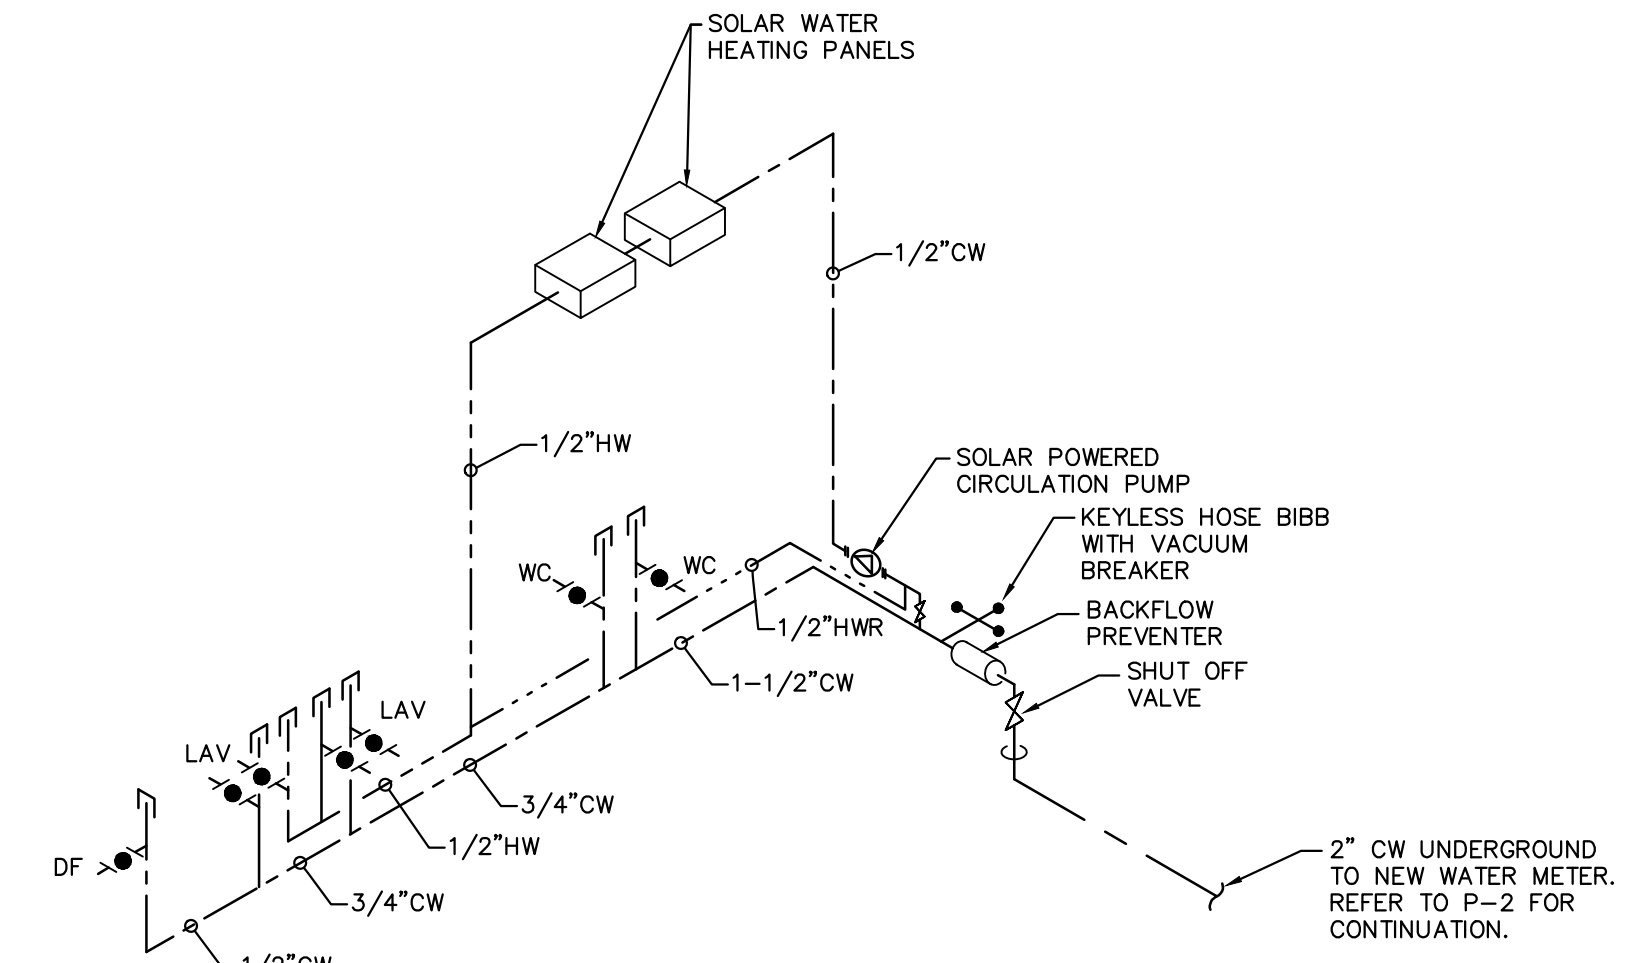 SOLAR WATER
HEATING PANELS
1/2"CW
1/2"HW
SOLAR POWERED
CIRCULATION PUMP
KEYLESS HOSE BIBB
WITH VACUUM
BREAKER
WC
WC
BACKFLOW
PREVENTER
1/2"HWR
SHUT OFF
VALVE
1-1/2"CW
LAV
LAV
3/4"CW
1/2"HW
DF
3/4"CW
2" CW UNDERGROUND
TO NEW WATER METER.
REFER TO P-2 FOR
CONTINUATION.
1/2"CW